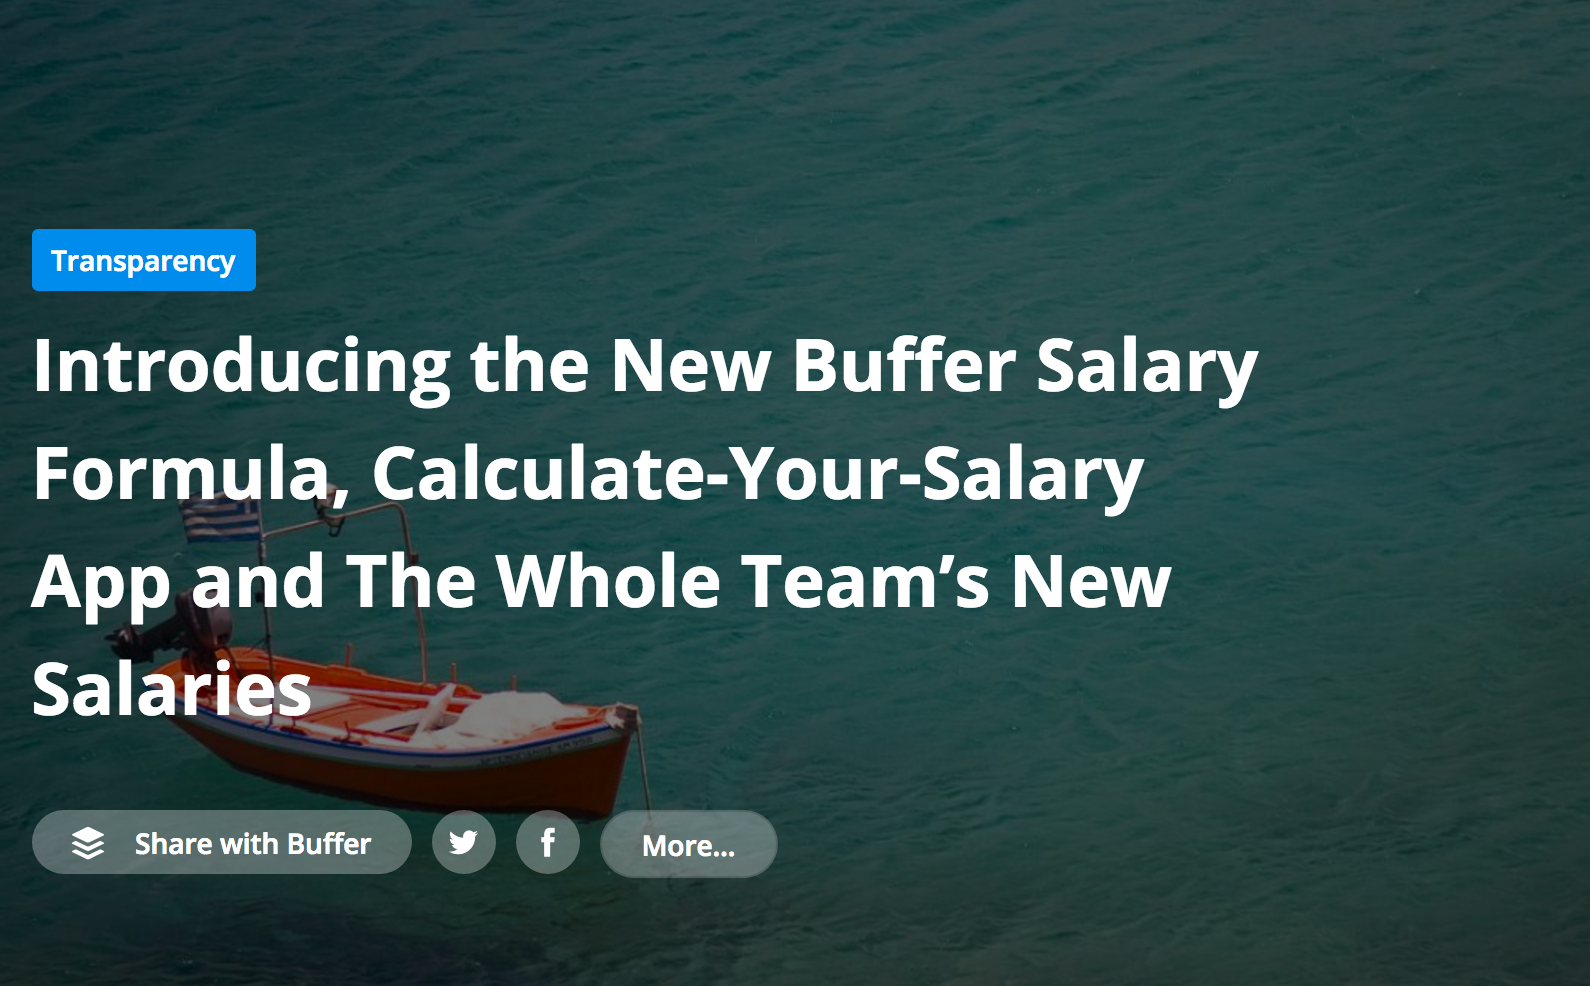 Transparency
Introducing the New Buffer Salary
Formula, Calculate-Your-Salary
App and The Whole Team’s New
Salaries
Share with Buffer
More...